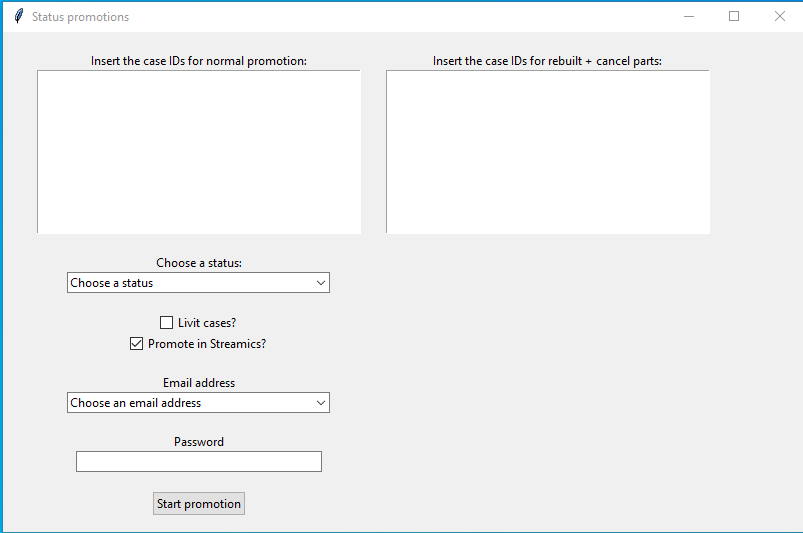 Status promotions
Insert the case IDs for normal promotion:
Insert the case IDs for rebuilt + cancel parts:
Choose a status:
Choose a status
Livit cases?
Promote in Streamics?
Email address
Choose an email address
Password
Start promotion